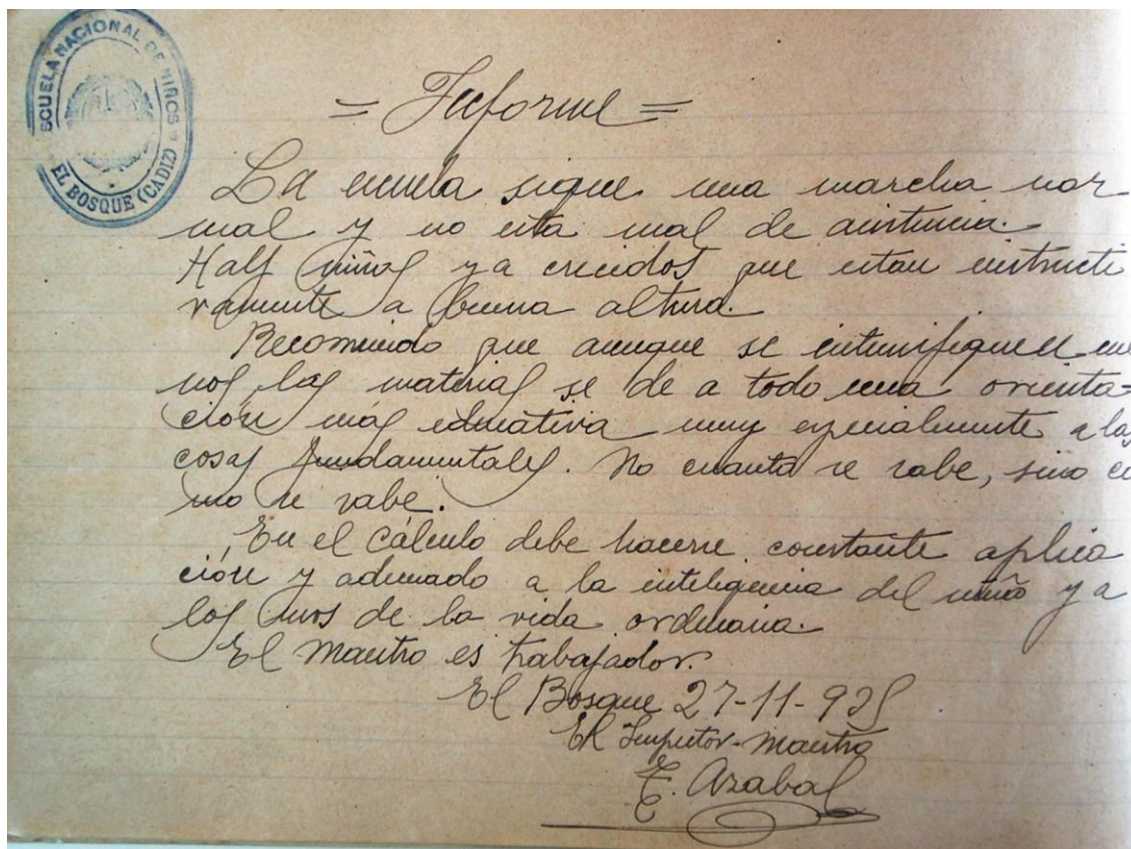 ESCUELA NACIONAL DE NIÑOS
EL BOSQUE (CADIZ)
= Informe =
La escuela sigue una marcha nor
mal y no esta mal de asistencia.
Half niños ya crecidos que estan instructi
vamente a buena altura.
Recomiendo que aunque se intensifiquen me
nos las materias se de a todo una orienta-
ción más educativa muy especialmente a las
cosas fundamentales. No cuanto se sabe, sino co
mo se sabe.
En el cálculo debe hacerse constante aplica
ción y adecuado a la inteligencia del niño y a
los usos de la vida ordinaria.
El Maestro es trabajador.
El Bosque 27-11-925
El Inspector-Maestro
T. Arabal